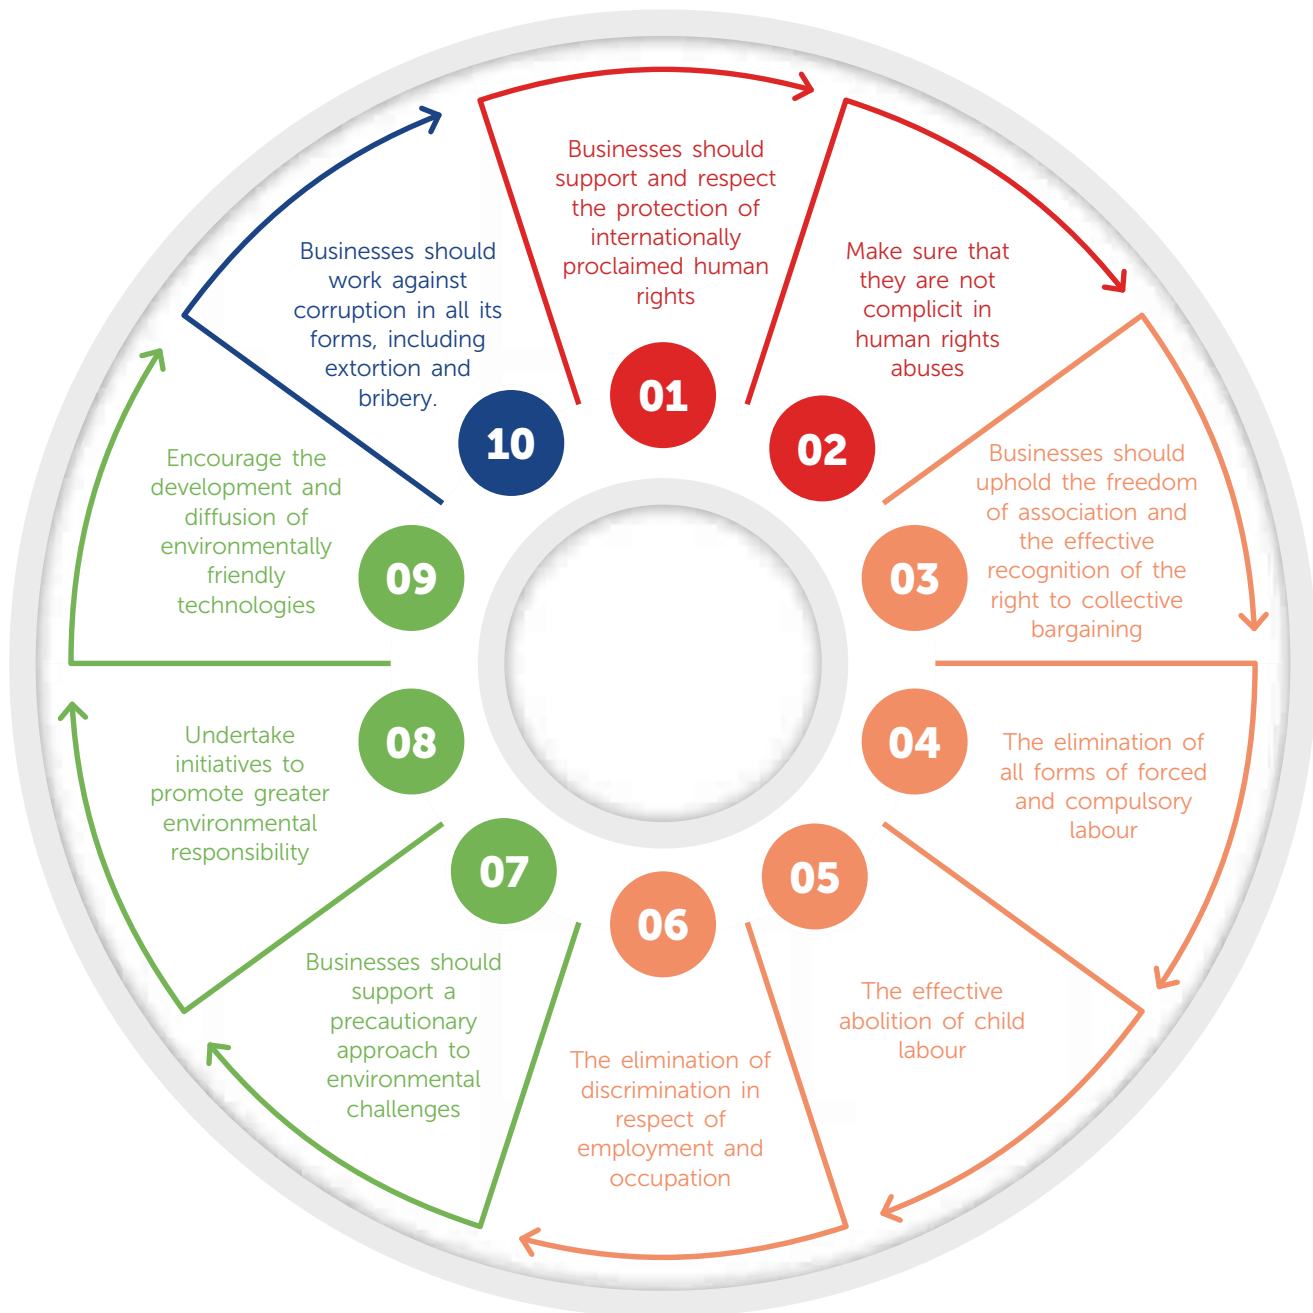 Businesses should
support and respect
the protection of
internationally
proclaimed human
rights
01
Make sure that
they are not
complicit in
human rights
abuses
02
Businesses should
uphold the freedom
of association and
the effective
recognition of the
right to collective
bargaining
03
The elimination of
all forms of forced
and compulsory
labour
04
The effective
abolition of child
labour
05
The elimination of
discrimination in
respect of
employment and
occupation
06
Businesses should
support a
precautionary
approach to
environmental
challenges
07
Undertake
initiatives to
promote greater
environmental
responsibility
08
Encourage the
development and
diffusion of
environmentally
friendly
technologies
09
Businesses should
work against
corruption in all its
forms, including
extortion and
bribery.
10